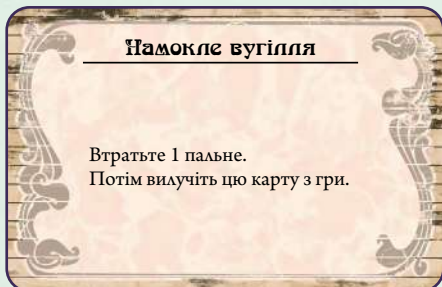 Намокле вугілля
Втратьте 1 пальне.
Потім вилучіть цю карту з гри.